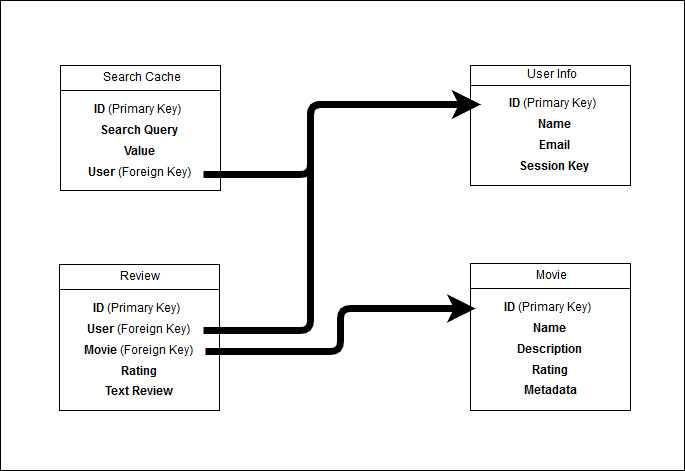 Search Cache
ID (Primary Key)
Search Query
Value
User (Foreign Key)
User Info
ID (Primary Key)
Name
Email
Session Key
Review
ID (Primary Key)
User (Foreign Key)
Movie (Foreign Key)
Rating
Text Review
Movie
ID (Primary Key)
Name
Description
Rating
Metadata